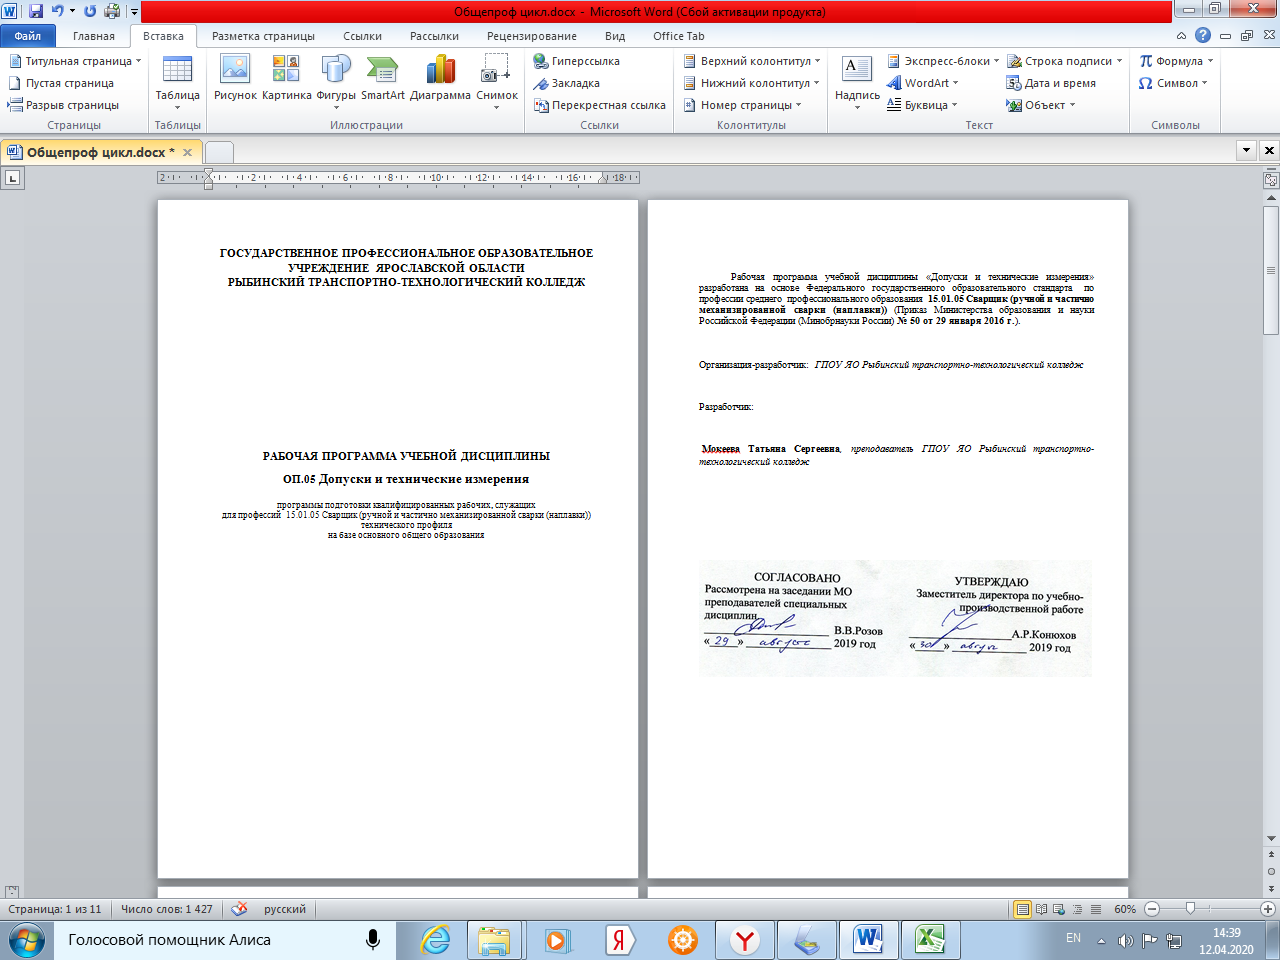 Общепроф цикл.docx - Microsoft Word (Сбой активации продукта)
Файл Главная Вставка Разметка страницы Ссылки Рассылки Рецензирование Вид Office Tab
Титульная страница
Пустая страница
Разрыв страницы
Страницы
Таблица
Таблицы
Рисунок Картинка Фигуры SmartArt Диаграмма Снимок
Иллюстрации
Гиперссылка
Закладка
Перекрестная ссылка
Ссылки
Верхний колонтитул
Нижний колонтитул
Номер страницы
Колонтитулы
Надпись
Экспресс-блоки
WordArt
Буквица
Строка подписи
Дата и время
Объект
Текст
Формула
Символ
Символы
Общепроф цикл.docx *
2 2 4 6 8 10 12 14 16 18
ГОСУДАРСТВЕННОЕ ПРОФЕССИОНАЛЬНОЕ ОБРАЗОВАТЕЛЬНОЕ
УЧРЕЖДЕНИЕ ЯРОСЛАВСКОЙ ОБЛАСТИ
РЫБИНСКИЙ ТРАНСПОРТНО-ТЕХНОЛОГИЧЕСКИЙ КОЛЛЕДЖ
РАБОЧАЯ ПРОГРАММА УЧЕБНОЙ ДИСЦИПЛИНЫ
ОП.05 Допуски и технические измерения
программы подготовки квалифицированных рабочих, служащих
для профессий 15.01.05 Сварщик (ручной и частично механизированной сварки (наплавки))
технического профиля
на базе основного общего образования
Рабочая программа учебной дисциплины «Допуски и технические измерения»
разработана на основе Федерального государственного образовательного стандарта по
профессии среднего профессионального образования 15.01.05 Сварщик (ручной и частично
механизированной сварки (наплавки)) (Приказ Министерства образования и науки
Российской Федерации (Минобрнауки России) № 50 от 29 января 2016 г.).
Организация-разработчик: ГПОУ ЯО Рыбинский транспортно-технологический колледж
Разработчик:
Мокеева Татьяна Сергеевна, преподаватель ГПОУ ЯО Рыбинский транспортно-
технологический колледж
СОГЛАСОВАНО
Рассмотрена на заседании МО
преподавателей специальных
дисциплин
В.В.Розов
«29» августа 2019 год
УТВЕРЖДАЮ
Заместитель директора по учебно-
производственной работе
А.Р.Конюхов
«30» август 2019 год
Страница: 1 из 11 Число слов: 1 427 русский 60%
Голосовой помощник Алиса
EN
14:39
12.04.2020